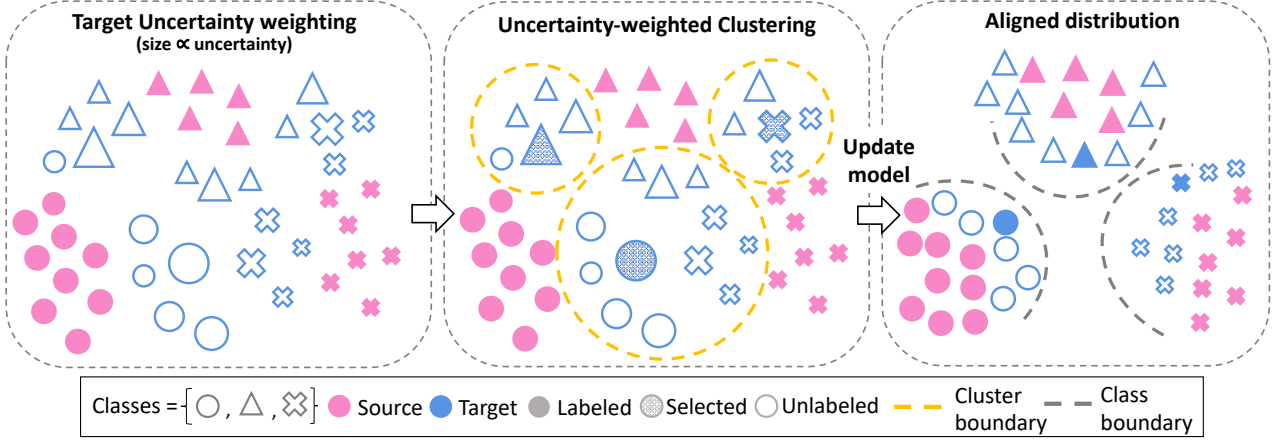 Target Uncertainty weighting
(size ∝ uncertainty)
Uncertainty-weighted Clustering
Aligned distribution
Update
model
Classes = { , , } Source Target Labeled Selected Unlabeled Cluster boundary Class boundary